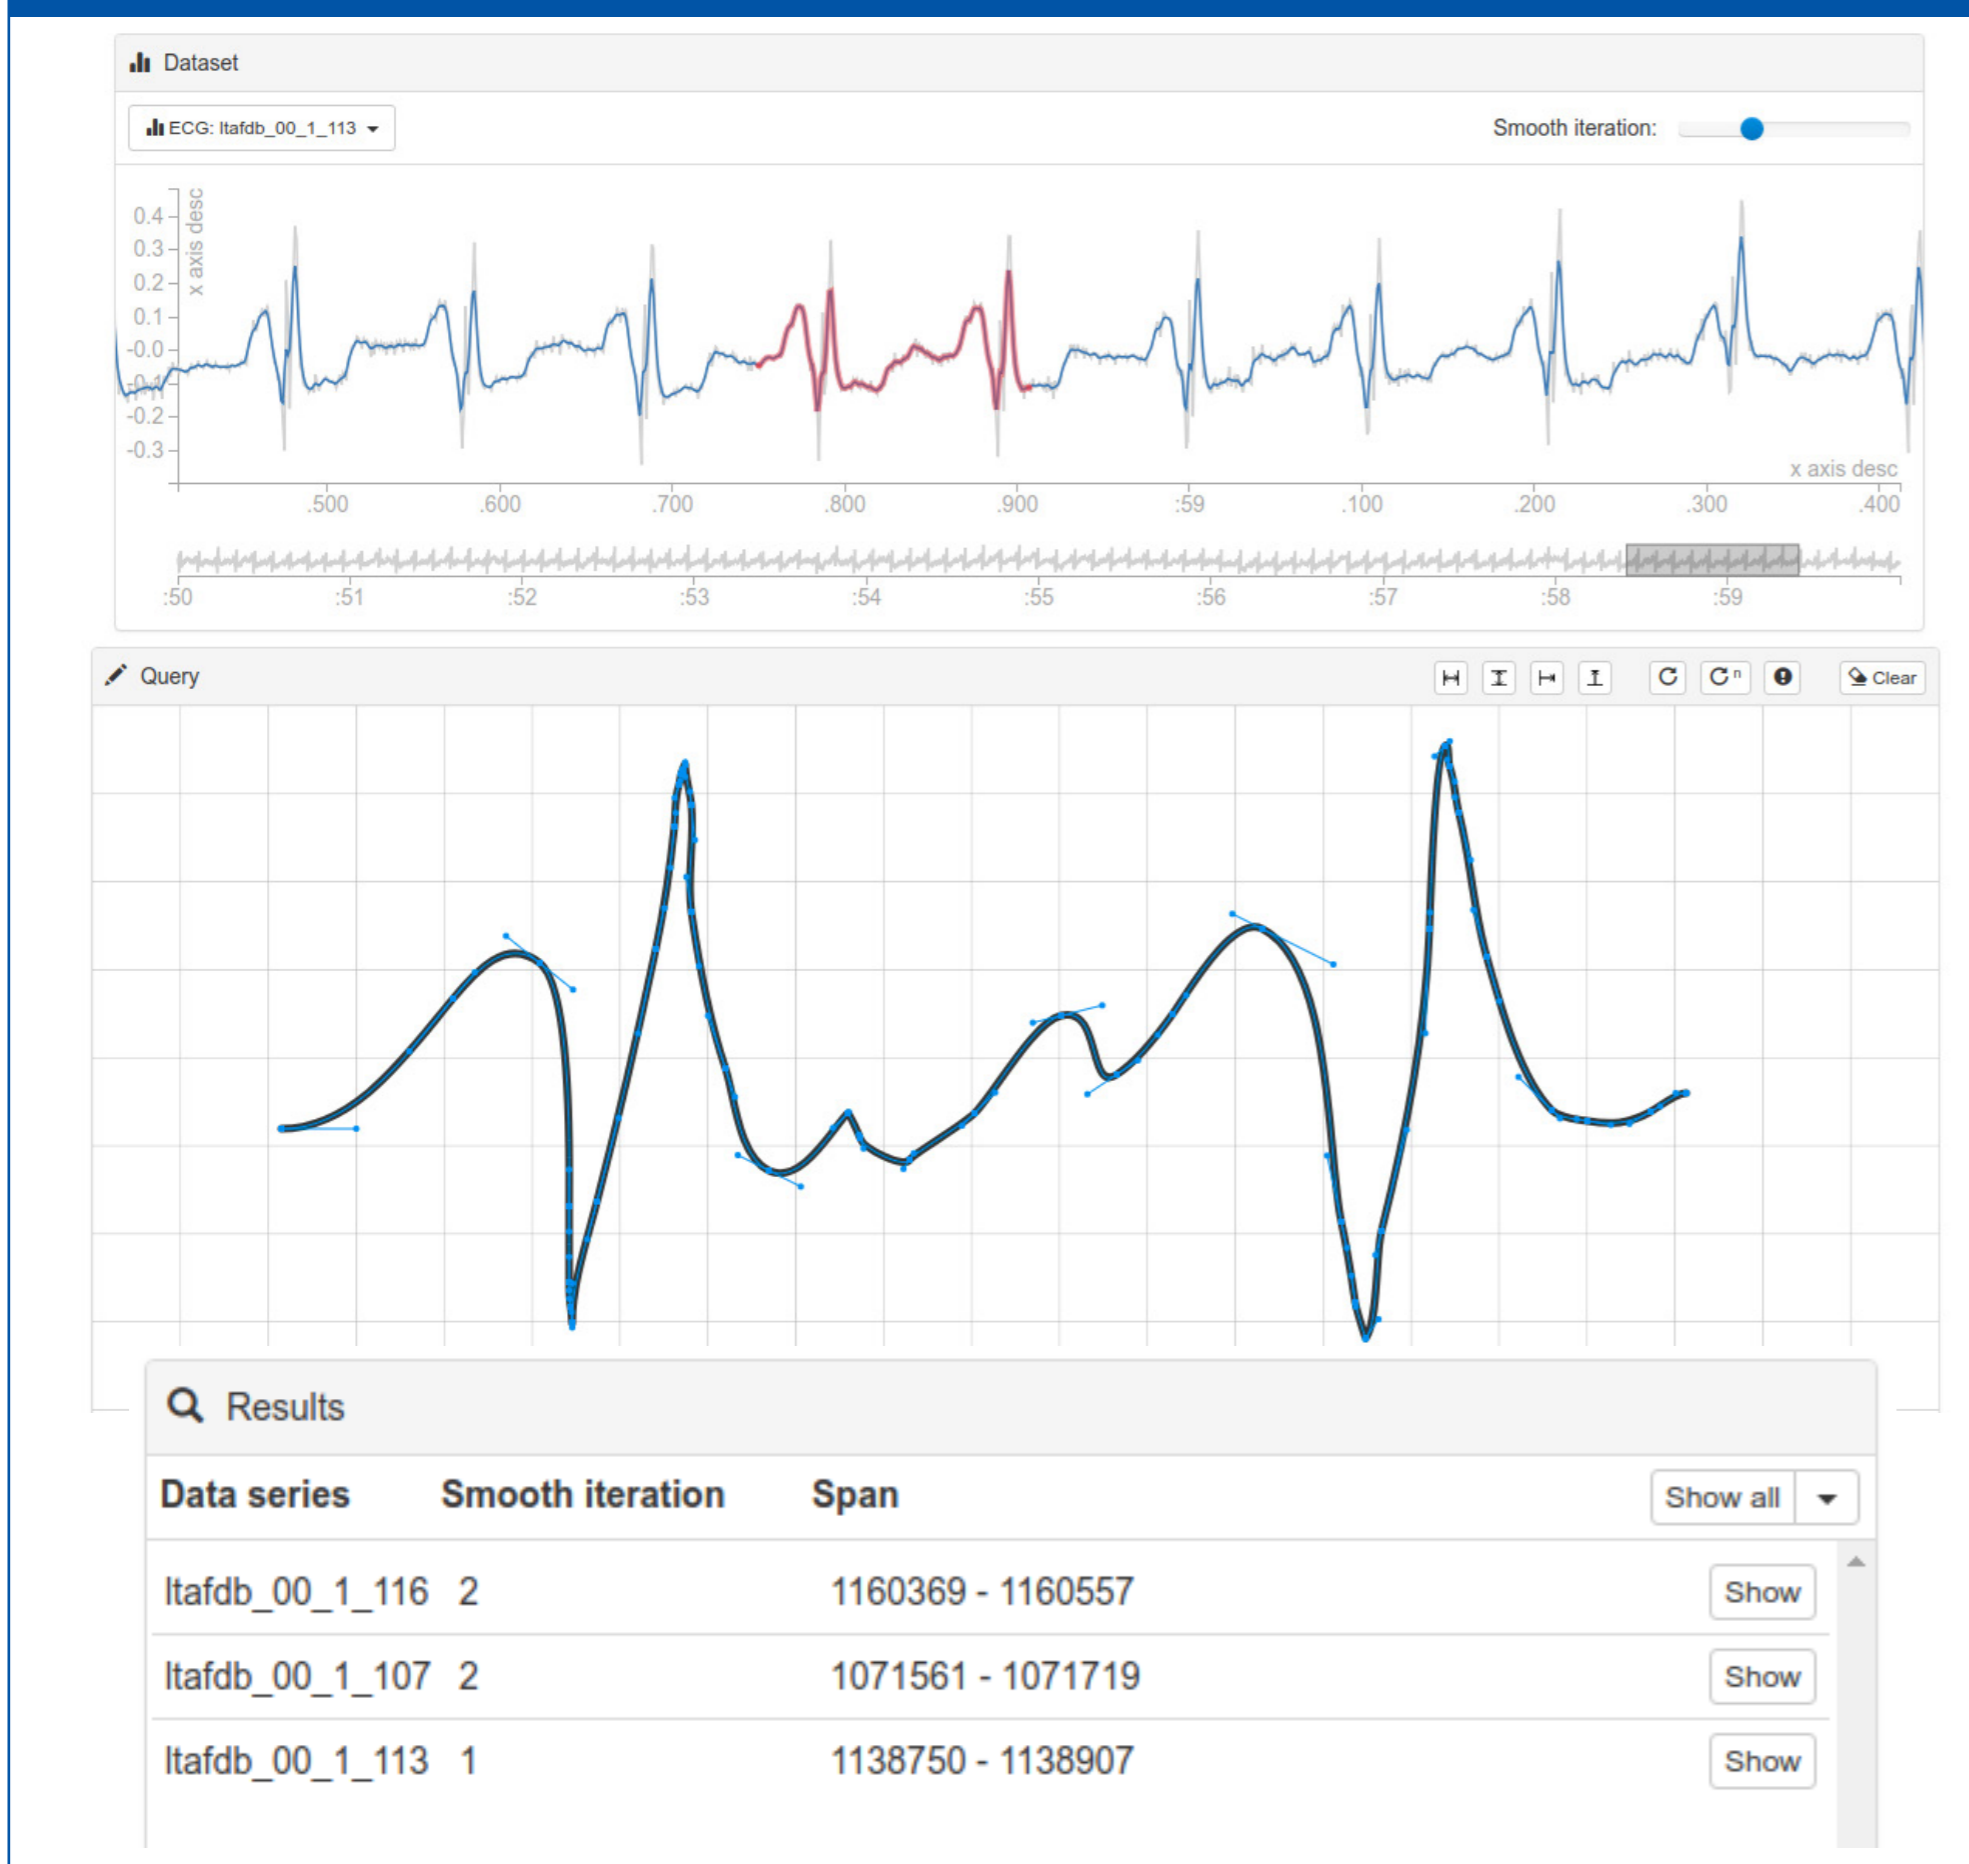 Dataset
ECG: ltafdb_00_1_113
Smooth iteration:
x axis desc
0.4
0.3
0.2
0.1
-0.0
-0.1
-0.2
-0.3
x axis desc
.500 .600 .700 .800 .900 :59 .100 .200 .300 .400
:50 :51 :52 :53 :54 :55 :56 :57 :58 :59
Query
n
Clear
Results
Data series Smooth iteration Span Show all
ltafdb_00_1_116 2 1160369 - 1160557 Show
ltafdb_00_1_107 2 1071561 - 1071719 Show
ltafdb_00_1_113 1 1138750 - 1138907 Show